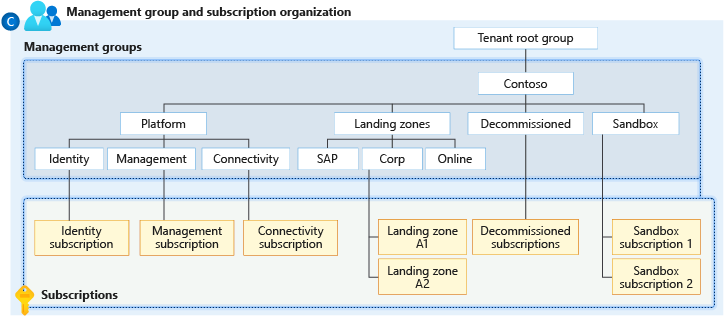 C
Management group and subscription organization
Management groups
Tenant root group
Contoso
Platform
Landing zones
Decommissioned
Sandbox
Identity
Management
Connectivity
SAP
Corp
Online
Identity
subscription
Management
subscription
Connectivity
subscription
Landing zone
A1
Decommissioned
subscriptions
Sandbox
subscription 1
Landing zone
A2
Sandbox
subscription 2
Subscriptions